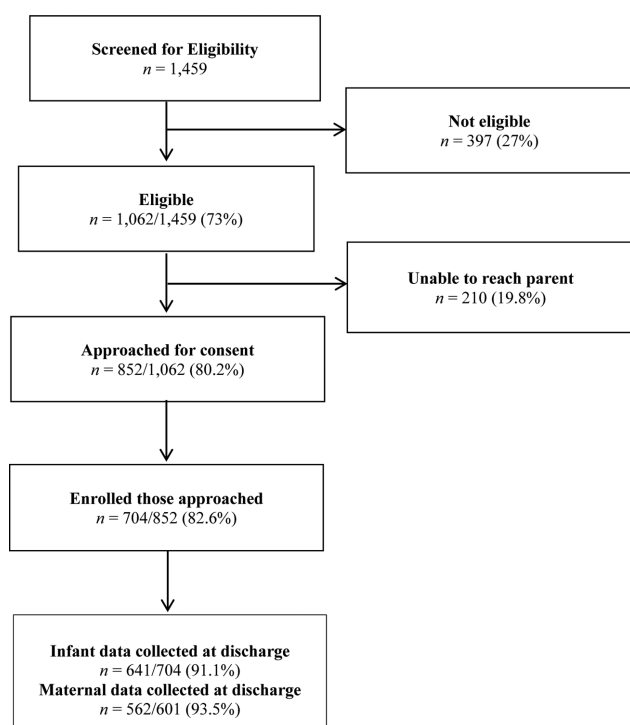 Screened for Eligibility
n = 1,459
Not eligible
n = 397 (27%)
Eligible
n = 1,062/1,459 (73%)
Unable to reach parent
n = 210 (19.8%)
Approached for consent
n = 852/1,062 (80.2%)
Enrolled those approached
n = 704/852 (82.6%)
Infant data collected at discharge
n = 641/704 (91.1%)
Maternal data collected at discharge
n = 562/601 (93.5%)